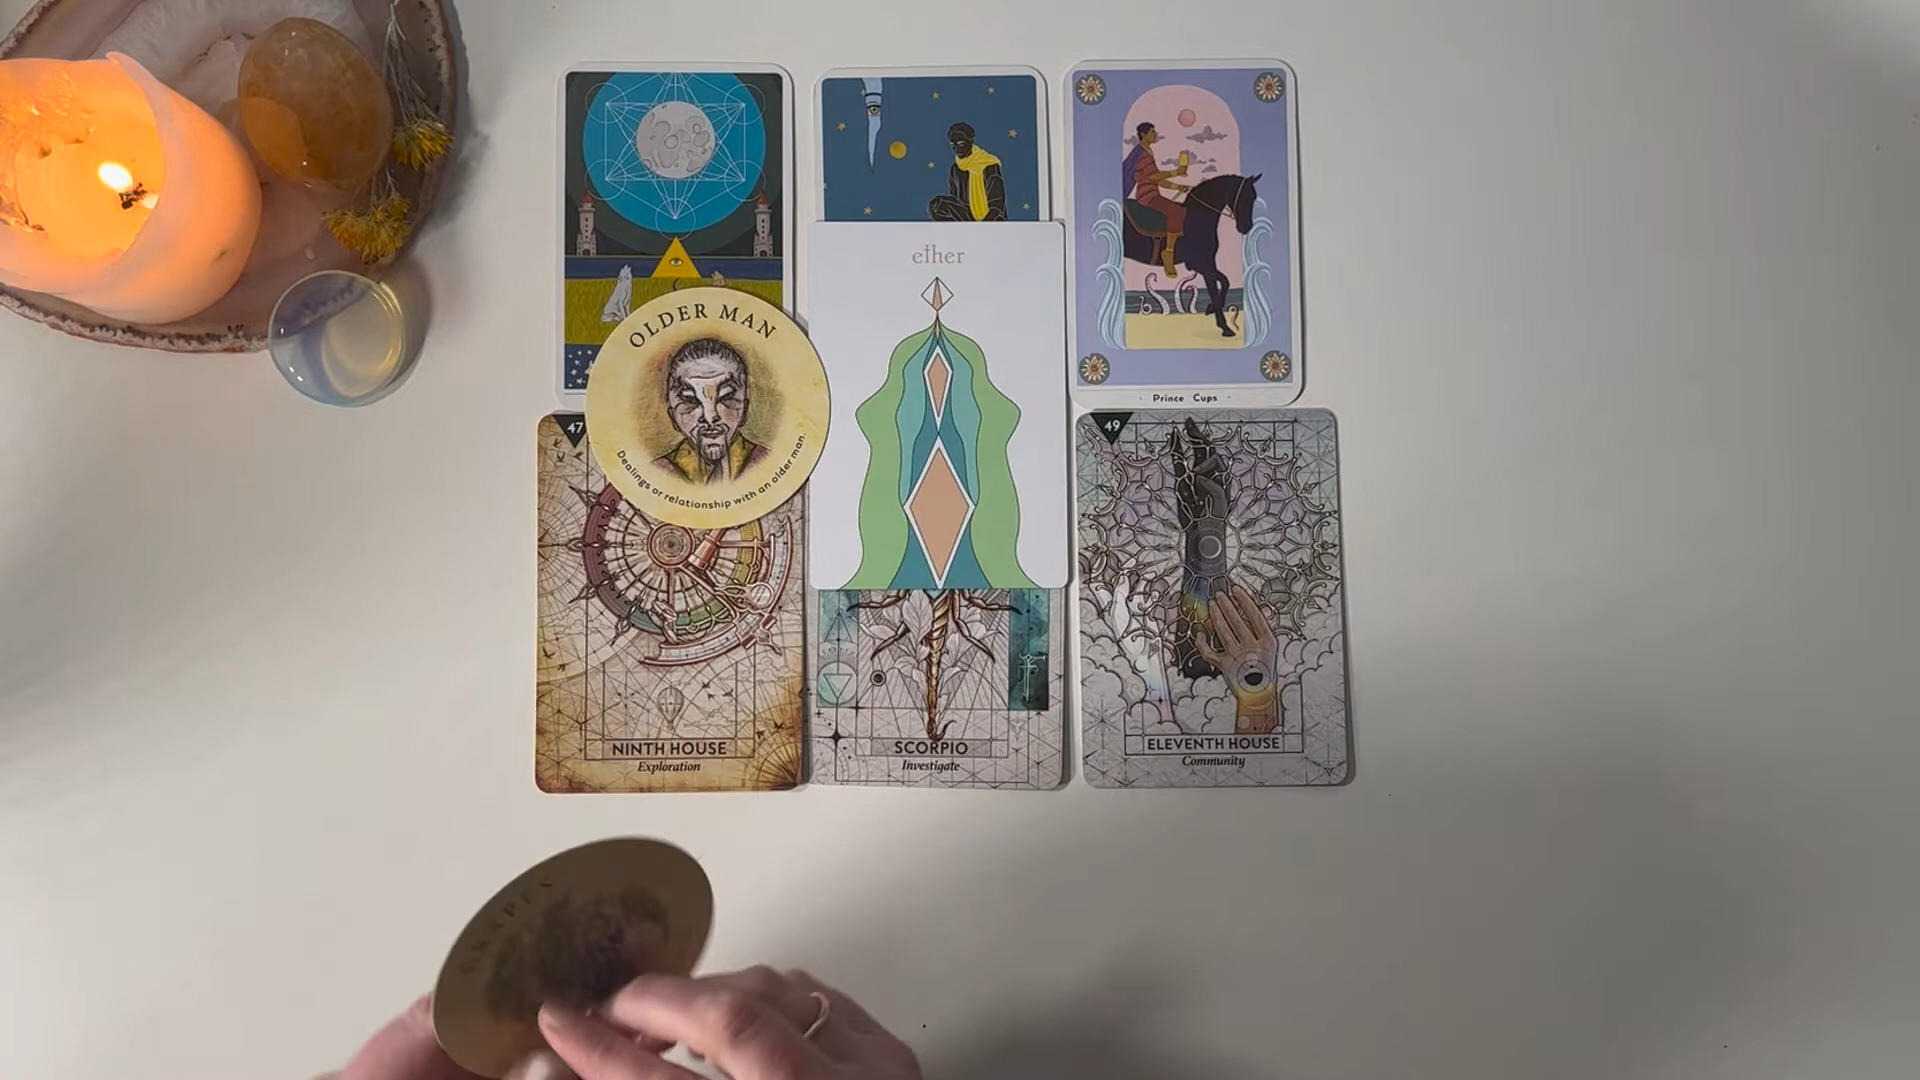 OLDER MAN
Dealings or relationship with an older man.
ether
Prince Cups
47
NINTH HOUSE
Exploration
SCORPIO
Investigate
49
ELEVENTH HOUSE
Community
GRAPES